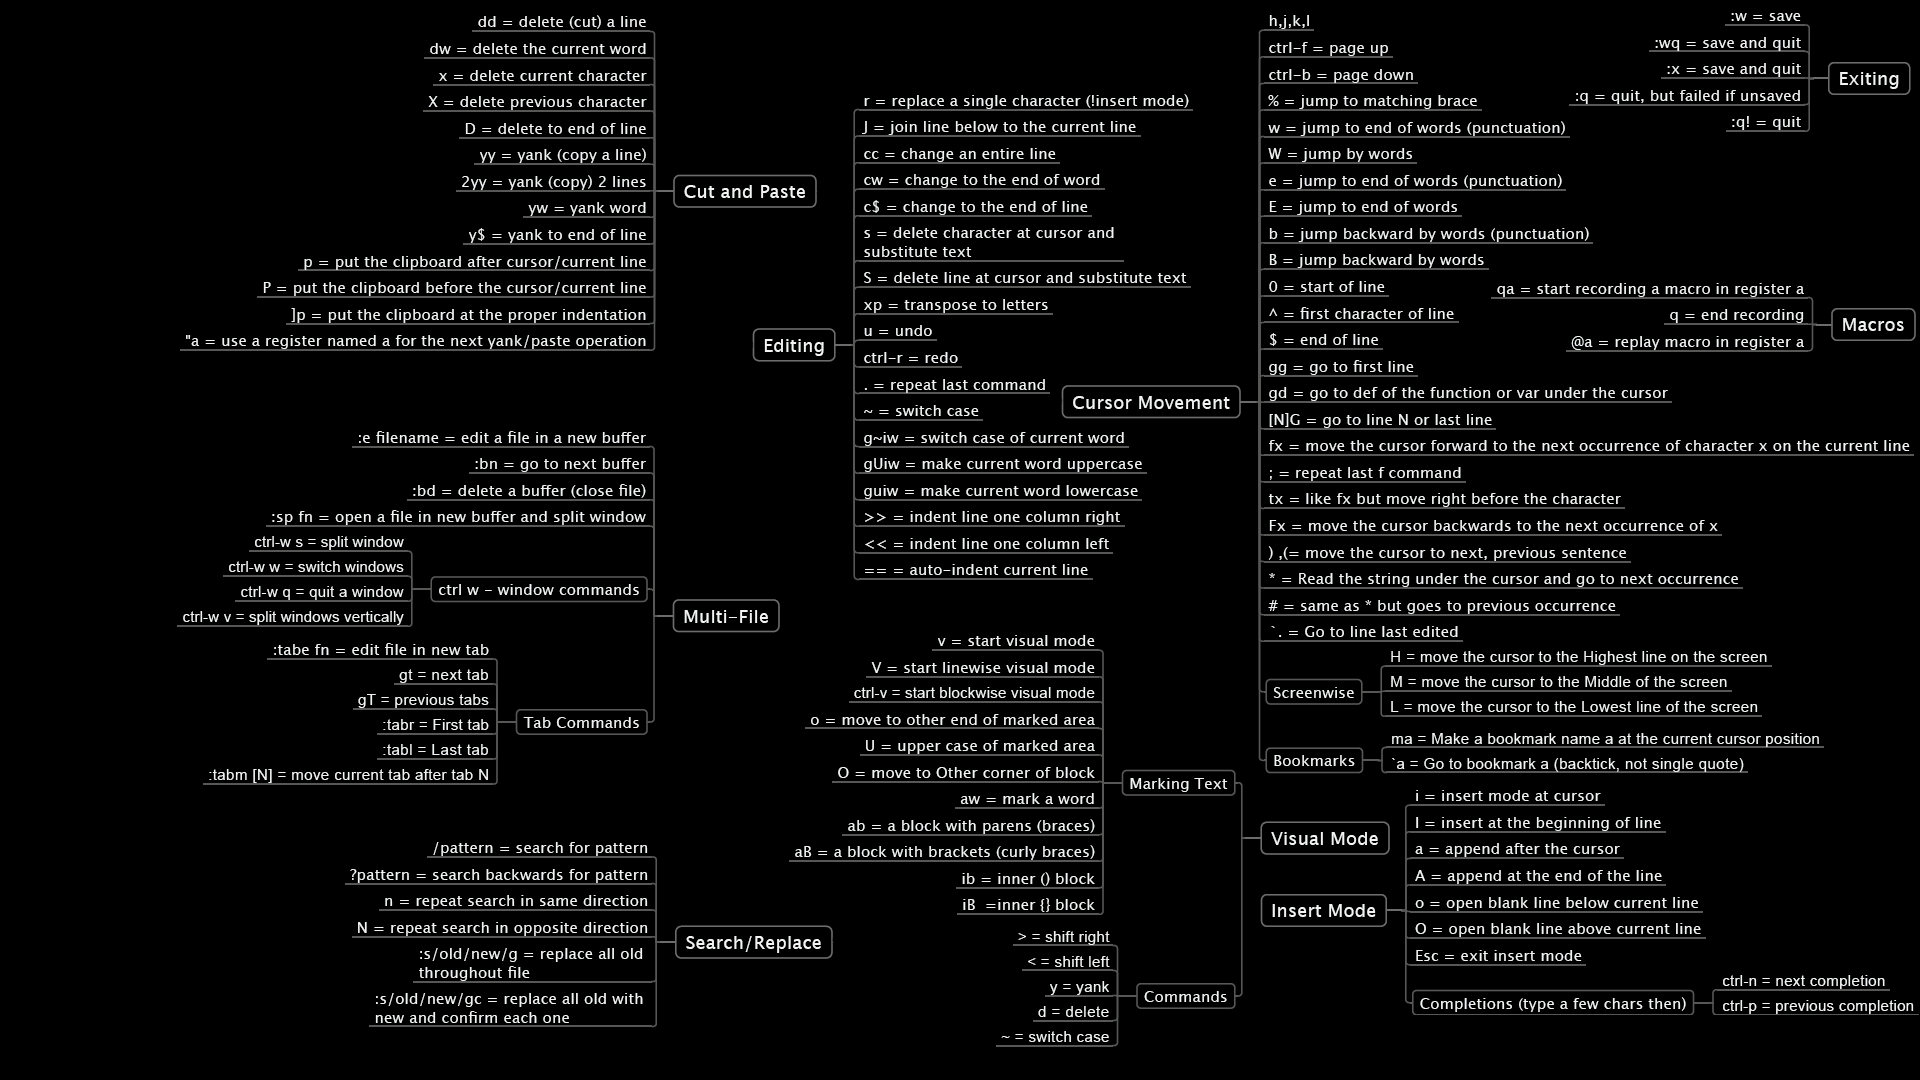 dd = delete (cut) a line
dw = delete the current word
x = delete current character
X = delete previous character
D = delete to end of line
yy = yank (copy a line)
2yy = yank (copy) 2 lines
yw = yank word
y$ = yank to end of line
p = put the clipboard after cursor/current line
P = put the clipboard before the cursor/current line
]p = put the clipboard at the proper indentation
"a = use a register named a for the next yank/paste operation
Cut and Paste
:e filename = edit a file in a new buffer
:bn = go to next buffer
:bd = delete a buffer (close file)
:sp fn = open a file in new buffer and split window
ctrl-w s = split window
ctrl-w w = switch windows
ctrl-w q = quit a window
ctrl-w v = split windows vertically
ctrl w - window commands
:tabe fn = edit file in new tab
gt = next tab
gT = previous tabs
:tabr = First tab
:tabl = Last tab
:tabm [N] = move current tab after tab N
Tab Commands
Multi-File
/pattern = search for pattern
?pattern = search backwards for pattern
n = repeat search in same direction
N = repeat search in opposite direction
:s/old/new/g = replace all old
throughout file
:s/old/new/gc = replace all old with
new and confirm each one
Search/Replace
Editing
r = replace a single character (!insert mode)
J = join line below to the current line
cc = change an entire line
cw = change to the end of word
c$ = change to the end of line
s = delete character at cursor and
substitute text
S = delete line at cursor and substitute text
xp = transpose to letters
u = undo
ctrl-r = redo
. = repeat last command
~ = switch case
g~iw = switch case of current word
gUiw = make current word uppercase
guiw = make current word lowercase
>> = indent line one column right
<< = indent line one column left
== = auto-indent current line
Cursor Movement
h,j,k,l
ctrl-f = page up
ctrl-b = page down
% = jump to matching brace
w = jump to end of words (punctuation)
W = jump by words
e = jump to end of words (punctuation)
E = jump to end of words
b = jump backward by words (punctuation)
B = jump backward by words
0 = start of line
^ = first character of line
$ = end of line
gg = go to first line
gd = go to def of the function or var under the cursor
[N]G = go to line N or last line
fx = move the cursor forward to the next occurrence of character x on the current line
; = repeat last f command
tx = like fx but move right before the character
Fx = move the cursor backwards to the next occurrence of x
) ,(= move the cursor to next, previous sentence
* = Read the string under the cursor and go to next occurrence
# = same as * but goes to previous occurrence
`. = Go to line last edited
Screenwise
H = move the cursor to the Highest line on the screen
M = move the cursor to the Middle of the screen
L = move the cursor to the Lowest line of the screen
Bookmarks
ma = Make a bookmark name a at the current cursor position
`a = Go to bookmark a (backtick, not single quote)
:w = save
:wq = save and quit
:x = save and quit
:q = quit, but failed if unsaved
:q! = quit
Exiting
qa = start recording a macro in register a
q = end recording
@a = replay macro in register a
Macros
v = start visual mode
V = start linewise visual mode
ctrl-v = start blockwise visual mode
o = move to other end of marked area
U = upper case of marked area
O = move to Other corner of block
aw = mark a word
ab = a block with parens (braces)
aB = a block with brackets (curly braces)
ib = inner () block
iB  =inner {} block
Marking Text
> = shift right
< = shift left
y = yank
d = delete
~ = switch case
Commands
Visual Mode
Insert Mode
i = insert mode at cursor
I = insert at the beginning of line
a = append after the cursor
A = append at the end of the line
o = open blank line below current line
O = open blank line above current line
Esc = exit insert mode
Completions (type a few chars then)
ctrl-n = next completion
ctrl-p = previous completion